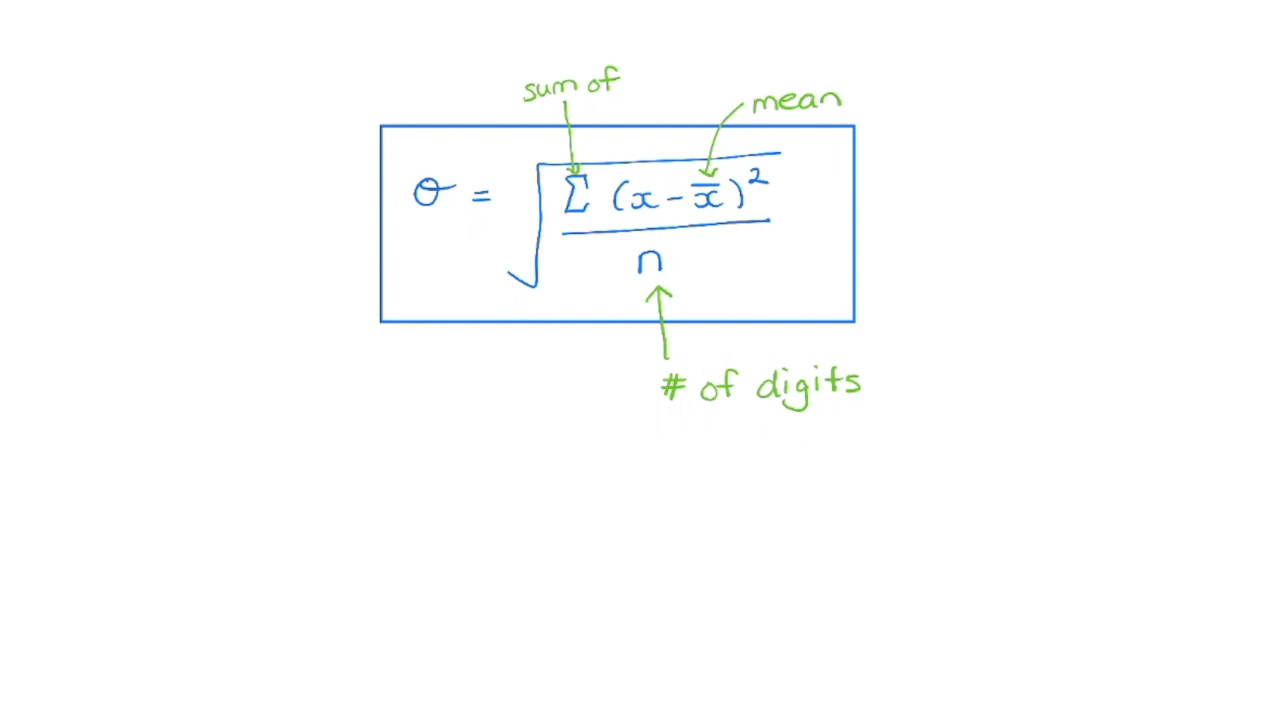 sum of
mean
σ = √ Σ (x - x̄)²
n
# of digits